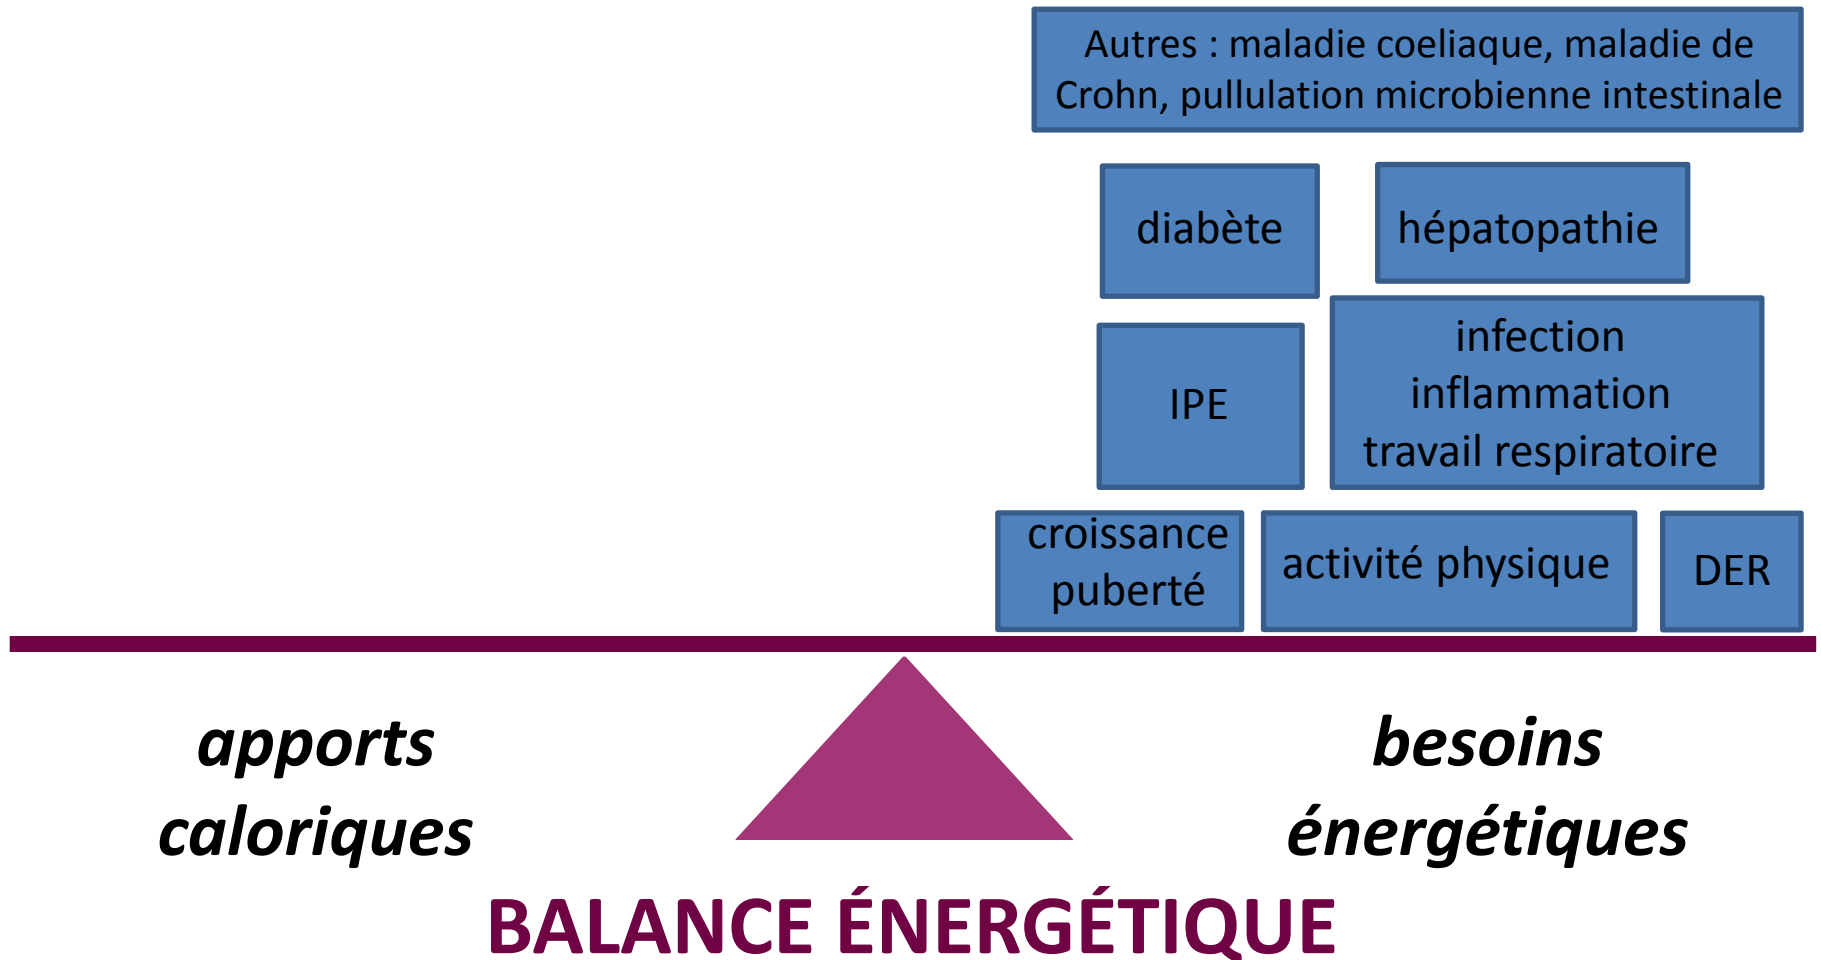 Autres : maladie coeliaque, maladie de
Crohn, pullulation microbienne intestinale
diabète
hépatopathie
IPE
infection
inflammation
travail respiratoire
croissance
puberté
activité physique
DER
apports
caloriques
besoins
énergétiques
BALANCE ÉNERGÉTIQUE